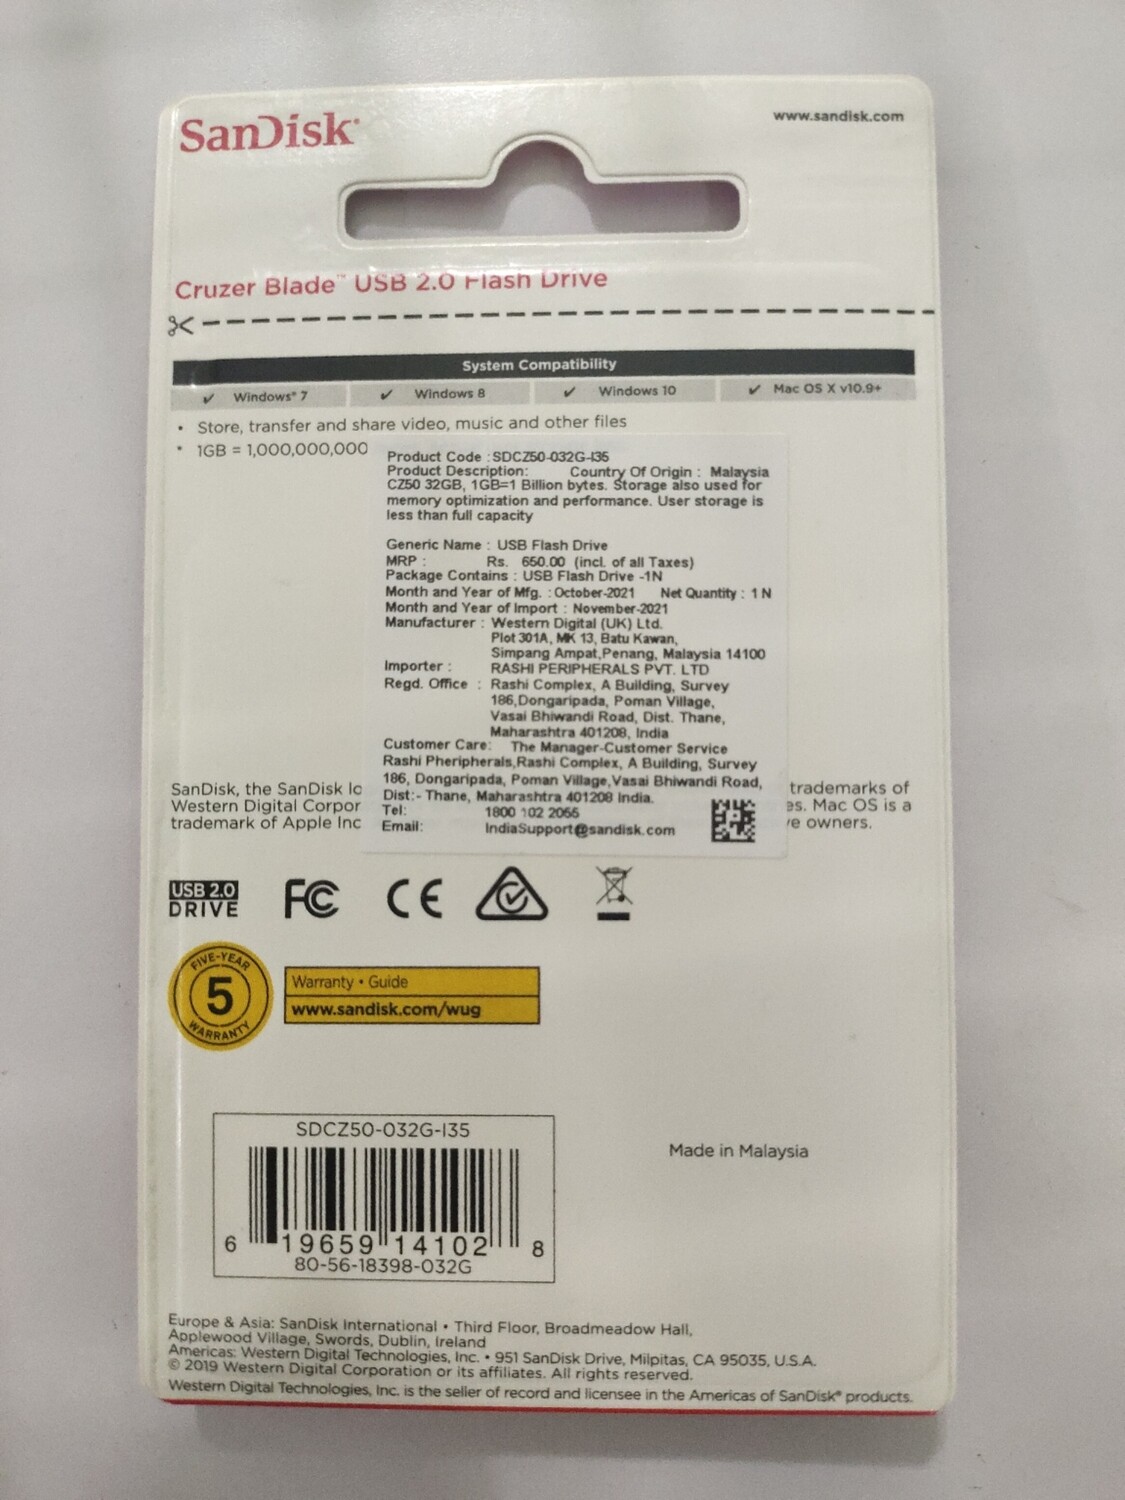 SanDisk®
www.sandisk.com
Cruzer Blade™ USB 2.0 Flash Drive
System Compatibility
✓ Windows® 7 ✓ Windows 8 ✓ Windows 10 ✓ Mac OS X v10.9+
• Store, transfer and share video, music and other files
* 1GB = 1,000,000,000
Product Code :SDCZ50-032G-I35
Product Description: Country Of Origin : Malaysia
CZ50 32GB, 1GB=1 Billion bytes. Storage also used for
memory optimization and performance. User storage is
less than full capacity
Generic Name : USB Flash Drive
MRP : Rs. 650.00 (incl. of all Taxes)
Package Contains : USB Flash Drive -1N
Month and Year of Mfg. : October-2021 Net Quantity : 1 N
Month and Year of Import : November-2021
Manufacturer : Western Digital (UK) Ltd.
Plot 301A, MK 13, Batu Kawan,
Simpang Ampat,Penang, Malaysia 14100
Importer : RASHI PERIPHERALS PVT. LTD
Regd. Office : Rashi Complex, A Building, Survey
186,Dongaripada, Poman Village,
Vasai Bhiwandi Road, Dist. Thane,
Maharashtra 401208, India
Customer Care: The Manager-Customer Service
Rashi Pheripherals,Rashi Complex, A Building, Survey
186, Dongaripada, Poman Village,Vasai Bhiwandi Road,
Dist:- Thane, Maharashtra 401208 India.
Tel: 1800 102 2055
Email: IndiaSupport@sandisk.com
SanDisk, the SanDisk lo trademarks of
Western Digital Corpor es. Mac OS is a
trademark of Apple Inc ve owners.
USB 2.0
DRIVE
FC CE
FIVE-YEAR
5
WARRANTY
Warranty • Guide
www.sandisk.com/wug
SDCZ50-032G-I35
6 19659 14102 8
80-56-18398-032G
Made in Malaysia
Europe & Asia: SanDisk International • Third Floor, Broadmeadow Hall,
Applewood Village, Swords, Dublin, Ireland
Americas: Western Digital Technologies, Inc. • 951 SanDisk Drive, Milpitas, CA 95035, U.S.A.
© 2019 Western Digital Corporation or its affiliates. All rights reserved.
Western Digital Technologies, Inc. is the seller of record and licensee in the Americas of SanDisk® products.